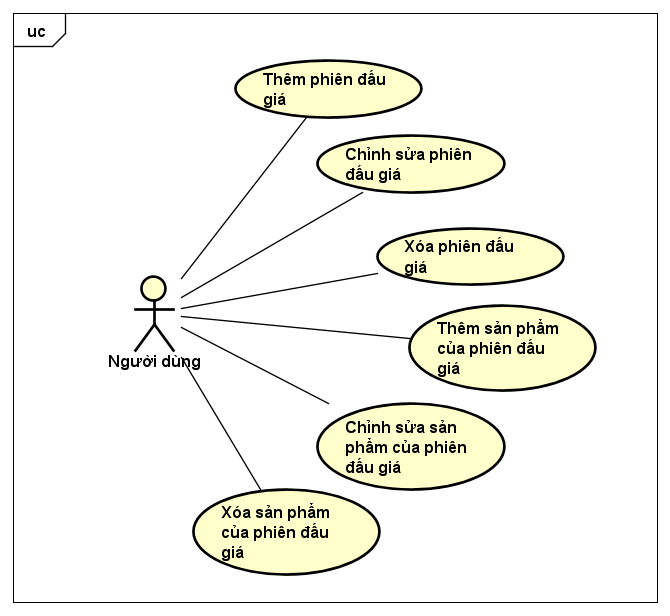 uc
Thêm phiên đấu
giá
Chỉnh sửa phiên
đấu giá
Xóa phiên đấu
giá
Thêm sản phẩm
của phiên đấu
giá
Người dùng
Chỉnh sửa sản
phẩm của phiên
đấu giá
Xóa sản phẩm
của phiên đấu
giá